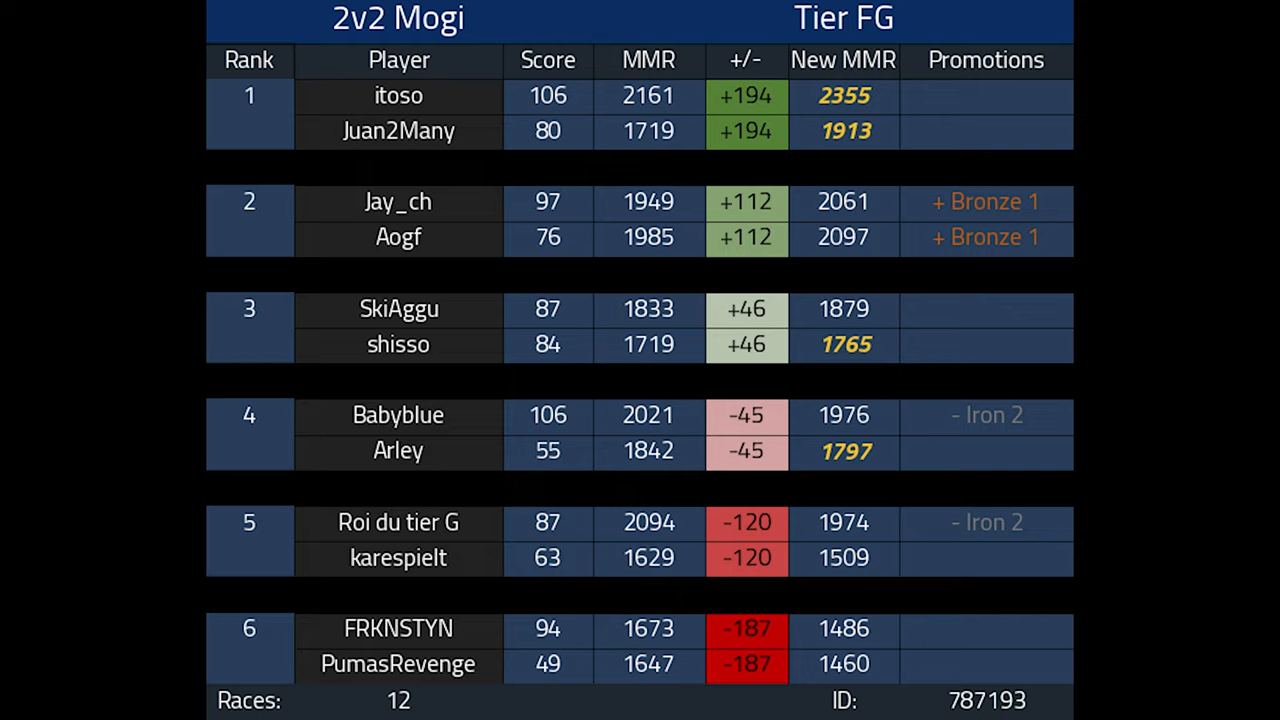 2v2 Mogi Tier FG
Rank Player Score MMR +/- New MMR Promotions
1 itoso 106 2161 +194 2355
Juan2Many 80 1719 +194 1913
2 Jay_ch 97 1949 +112 2061 + Bronze 1
Aogf 76 1985 +112 2097 + Bronze 1
3 SkiAggu 87 1833 +46 1879
shisso 84 1719 +46 1765
4 Babyblue 106 2021 -45 1976 - Iron 2
Arley 55 1842 -45 1797
5 Roi du tier G 87 2094 -120 1974 - Iron 2
karespielt 63 1629 -120 1509
6 FRKNSTYN 94 1673 -187 1486
PumasRevenge 49 1647 -187 1460
Races: 12 ID: 787193